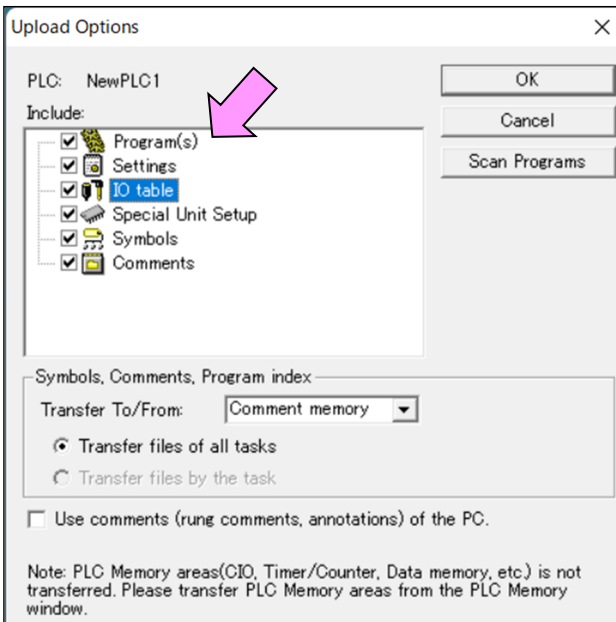 Upload Options
PLC: NewPLC1
OK
Include:
Cancel
Program(s)
Scan Programs
Settings
IO table
Special Unit Setup
Symbols
Comments
Symbols, Comments, Program index
Transfer To/From: Comment memory
Transfer files of all tasks
Transfer files by the task
Use comments (rung comments, annotations) of the PC.
Note: PLC Memory areas(CIO, Timer/Counter, Data memory, etc.) is not
transferred. Please transfer PLC Memory areas from the PLC Memory
window.